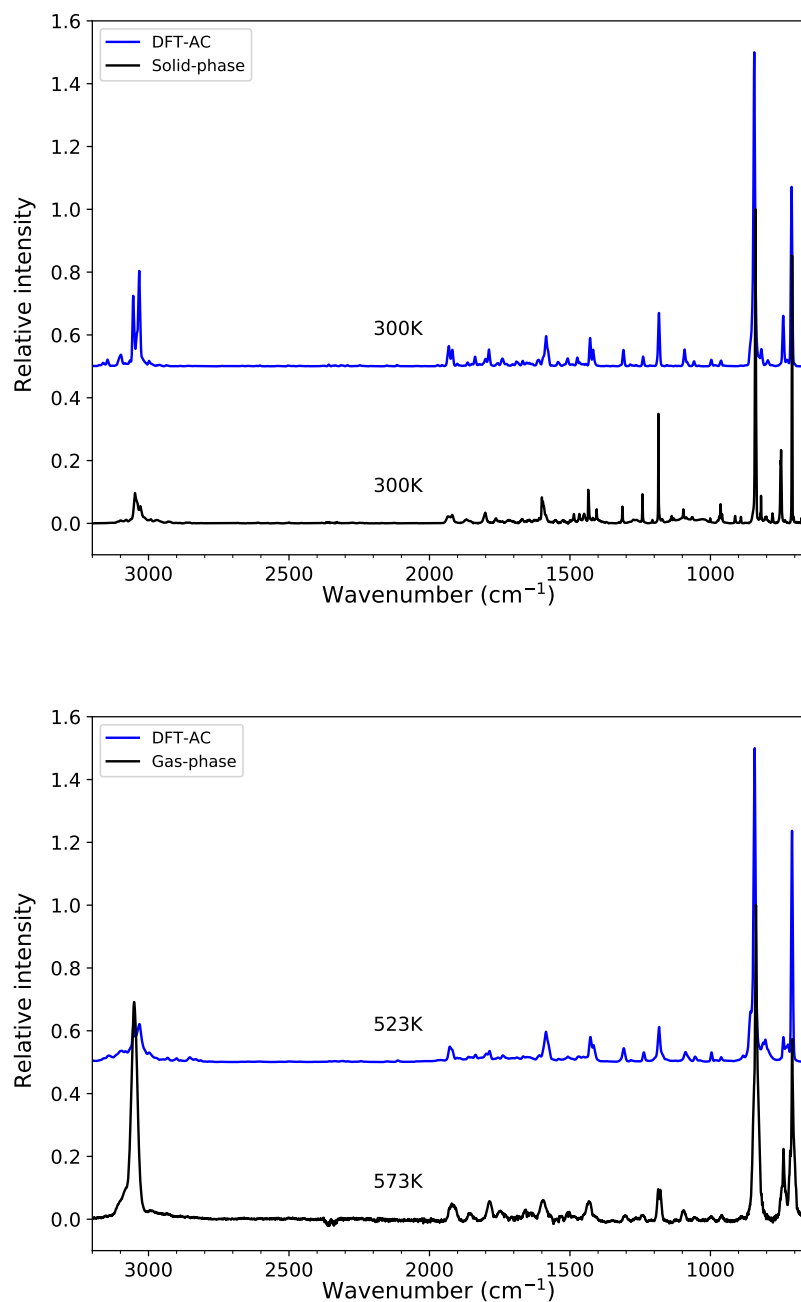 1.6
DFT-AC
Solid-phase
1.4
1.2
1.0
0.8
0.6
300K
0.4
0.2
300K
0.0
Relative intensity
3000 2500 2000 1500 1000
Wavenumber (cm⁻¹)
1.6
DFT-AC
Gas-phase
1.4
1.2
1.0
0.8
0.6
523K
0.4
0.2
573K
0.0
Relative intensity
3000 2500 2000 1500 1000
Wavenumber (cm⁻¹)